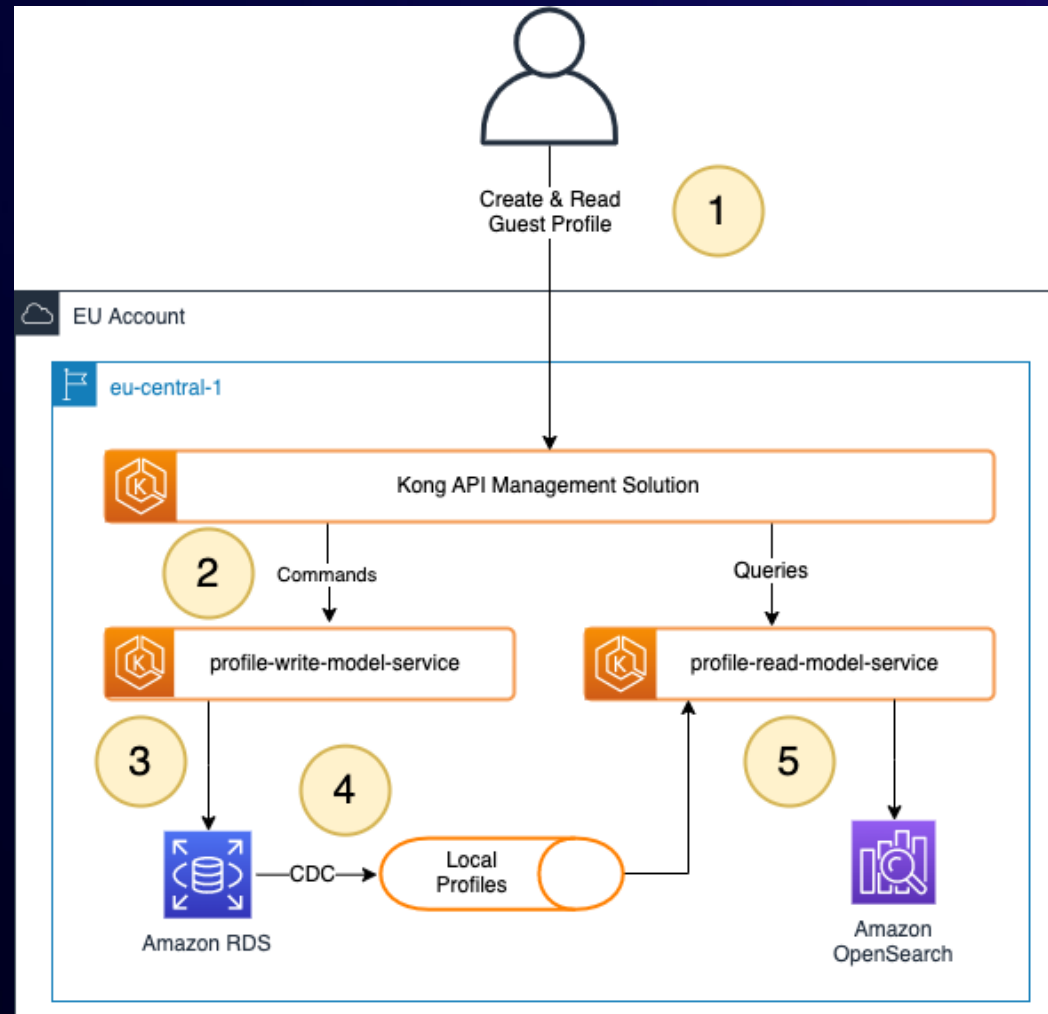 Create & Read
Guest Profile
1
EU Account
eu-central-1
K
Kong API Management Solution
2
Commands
Queries
K
profile-write-model-service
K
profile-read-model-service
3
4
5
CDC
Local
Profiles
Amazon RDS
Amazon
OpenSearch